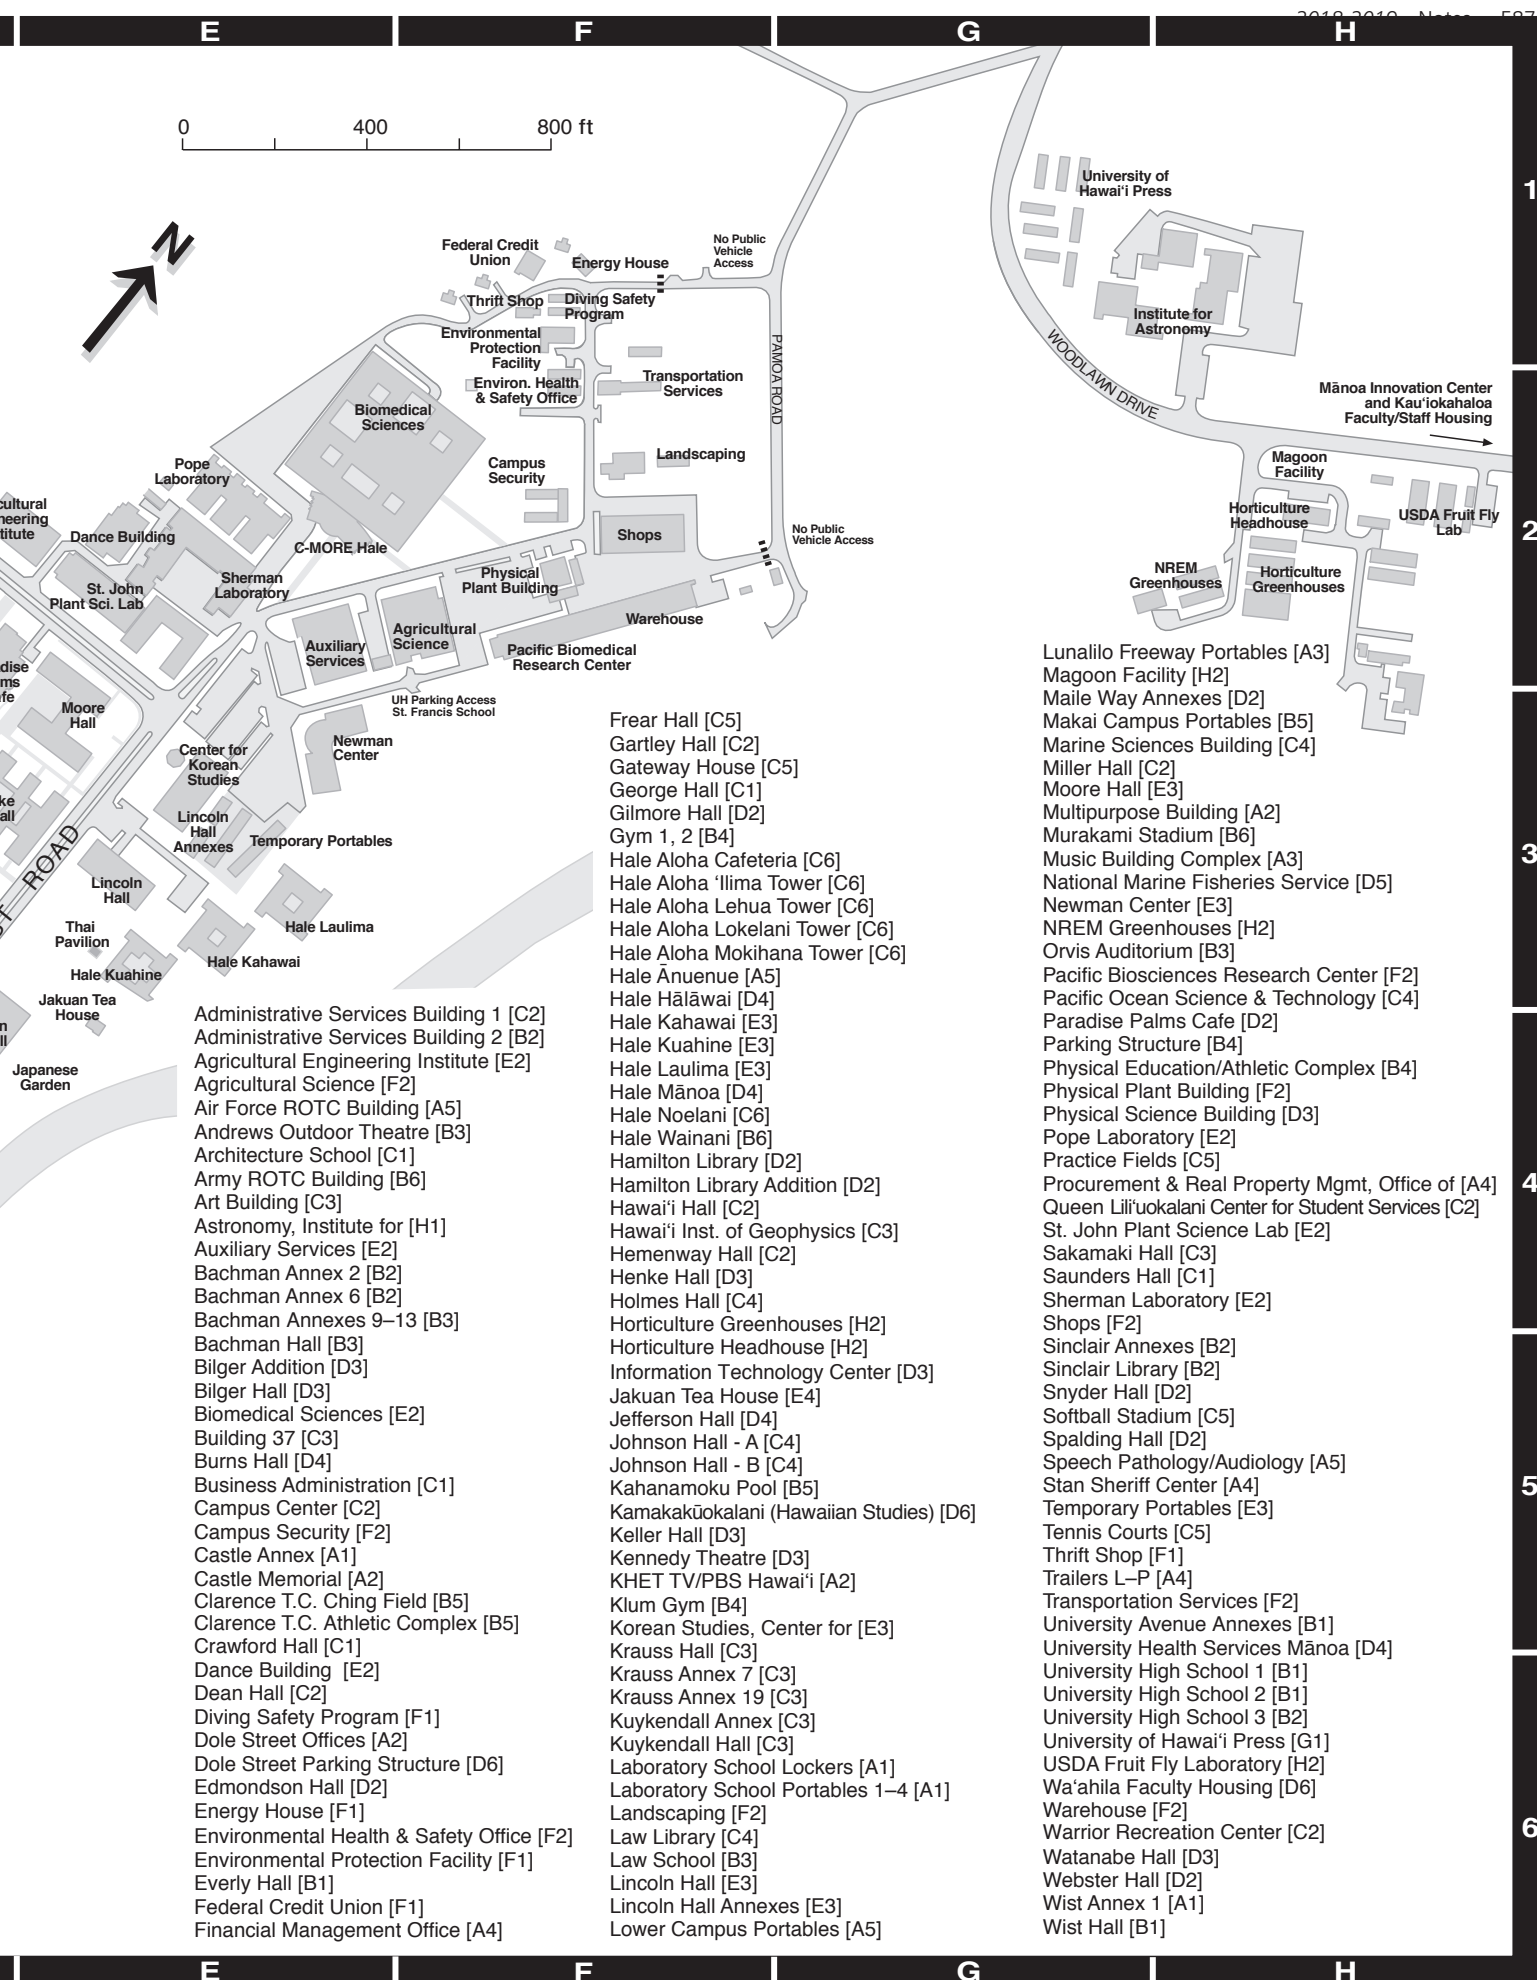 E F G H
0 400 800 ft
N
1
University of
Hawai‘i Press
Federal Credit
Union
No Public
Vehicle
Access
Energy House
Thrift Shop
Diving Safety
Program
Institute for
Astronomy
Environmental
Protection
Facility
PAMOA ROAD
WOODLAWN DRIVE
Environ. Health
& Safety Office
Transportation
Services
Mānoa Innovation Center
and Kau‘iokahaloa
Faculty/Staff Housing
Biomedical
Sciences
Landscaping
Magoon
Facility
Pope
Laboratory
Campus
Security
cultural
neering
titute
Dance Building
C-MORE Hale
Shops
No Public
Vehicle Access
Horticulture
Headhouse
USDA Fruit Fly
Lab
2
St. John
Plant Sci. Lab
Sherman
Laboratory
Physical
Plant Building
NREM
Greenhouses
Horticulture
Greenhouses
Auxiliary
Services
Agricultural
Science
Warehouse
Pacific Biomedical
Research Center
dise
ms
fe
Moore
Hall
UH Parking Access
St. Francis School
Newman
Center
Center for
Korean
Studies
ke
all
Lincoln
Hall
Annexes
Temporary Portables
ROAD
ST
3
Lincoln
Hall
Thai
Pavilion
Hale Laulima
Hale Kahawai
Hale Kuahine
Jakuan Tea
House
n
ll
Japanese
Garden
4
5
6
Administrative Services Building 1 [C2]
Administrative Services Building 2 [B2]
Agricultural Engineering Institute [E2]
Agricultural Science [F2]
Air Force ROTC Building [A5]
Andrews Outdoor Theatre [B3]
Architecture School [C1]
Army ROTC Building [B6]
Art Building [C3]
Astronomy, Institute for [H1]
Auxiliary Services [E2]
Bachman Annex 2 [B2]
Bachman Annex 6 [B2]
Bachman Annexes 9–13 [B3]
Bachman Hall [B3]
Bilger Addition [D3]
Bilger Hall [D3]
Biomedical Sciences [E2]
Building 37 [C3]
Burns Hall [D4]
Business Administration [C1]
Campus Center [C2]
Campus Security [F2]
Castle Annex [A1]
Castle Memorial [A2]
Clarence T.C. Ching Field [B5]
Clarence T.C. Athletic Complex [B5]
Crawford Hall [C1]
Dance Building [E2]
Dean Hall [C2]
Diving Safety Program [F1]
Dole Street Offices [A2]
Dole Street Parking Structure [D6]
Edmondson Hall [D2]
Energy House [F1]
Environmental Health & Safety Office [F2]
Environmental Protection Facility [F1]
Everly Hall [B1]
Federal Credit Union [F1]
Financial Management Office [A4]
Frear Hall [C5]
Gartley Hall [C2]
Gateway House [C5]
George Hall [C1]
Gilmore Hall [D2]
Gym 1, 2 [B4]
Hale Aloha Cafeteria [C6]
Hale Aloha ‘Ilima Tower [C6]
Hale Aloha Lehua Tower [C6]
Hale Aloha Lokelani Tower [C6]
Hale Aloha Mokihana Tower [C6]
Hale Ānuenue [A5]
Hale Hālāwai [D4]
Hale Kahawai [E3]
Hale Kuahine [E3]
Hale Laulima [E3]
Hale Mānoa [D4]
Hale Noelani [C6]
Hale Wainani [B6]
Hamilton Library [D2]
Hamilton Library Addition [D2]
Hawai‘i Hall [C2]
Hawai‘i Inst. of Geophysics [C3]
Hemenway Hall [C2]
Henke Hall [D3]
Holmes Hall [C4]
Horticulture Greenhouses [H2]
Horticulture Headhouse [H2]
Information Technology Center [D3]
Jakuan Tea House [E4]
Jefferson Hall [D4]
Johnson Hall - A [C4]
Johnson Hall - B [C4]
Kahanamoku Pool [B5]
Kamakakūokalani (Hawaiian Studies) [D6]
Keller Hall [D3]
Kennedy Theatre [D3]
KHET TV/PBS Hawai‘i [A2]
Klum Gym [B4]
Korean Studies, Center for [E3]
Krauss Hall [C3]
Krauss Annex 7 [C3]
Krauss Annex 19 [C3]
Kuykendall Annex [C3]
Kuykendall Hall [C3]
Laboratory School Lockers [A1]
Laboratory School Portables 1–4 [A1]
Landscaping [F2]
Law Library [C4]
Law School [B3]
Lincoln Hall [E3]
Lincoln Hall Annexes [E3]
Lower Campus Portables [A5]
Lunalilo Freeway Portables [A3]
Magoon Facility [H2]
Maile Way Annexes [D2]
Makai Campus Portables [B5]
Marine Sciences Building [C4]
Miller Hall [C2]
Moore Hall [E3]
Multipurpose Building [A2]
Murakami Stadium [B6]
Music Building Complex [A3]
National Marine Fisheries Service [D5]
Newman Center [E3]
NREM Greenhouses [H2]
Orvis Auditorium [B3]
Pacific Biosciences Research Center [F2]
Pacific Ocean Science & Technology [C4]
Paradise Palms Cafe [D2]
Parking Structure [B4]
Physical Education/Athletic Complex [B4]
Physical Plant Building [F2]
Physical Science Building [D3]
Pope Laboratory [E2]
Practice Fields [C5]
Procurement & Real Property Mgmt, Office of [A4]
Queen Lili‘uokalani Center for Student Services [C2]
St. John Plant Science Lab [E2]
Sakamaki Hall [C3]
Saunders Hall [C1]
Sherman Laboratory [E2]
Shops [F2]
Sinclair Annexes [B2]
Sinclair Library [B2]
Snyder Hall [D2]
Softball Stadium [C5]
Spalding Hall [D2]
Speech Pathology/Audiology [A5]
Stan Sheriff Center [A4]
Temporary Portables [E3]
Tennis Courts [C5]
Thrift Shop [F1]
Trailers L–P [A4]
Transportation Services [F2]
University Avenue Annexes [B1]
University Health Services Mānoa [D4]
University High School 1 [B1]
University High School 2 [B1]
University High School 3 [B2]
University of Hawai‘i Press [G1]
USDA Fruit Fly Laboratory [H2]
Wa‘ahila Faculty Housing [D6]
Warehouse [F2]
Warrior Recreation Center [C2]
Watanabe Hall [D3]
Webster Hall [D2]
Wist Annex 1 [A1]
Wist Hall [B1]
E F G H